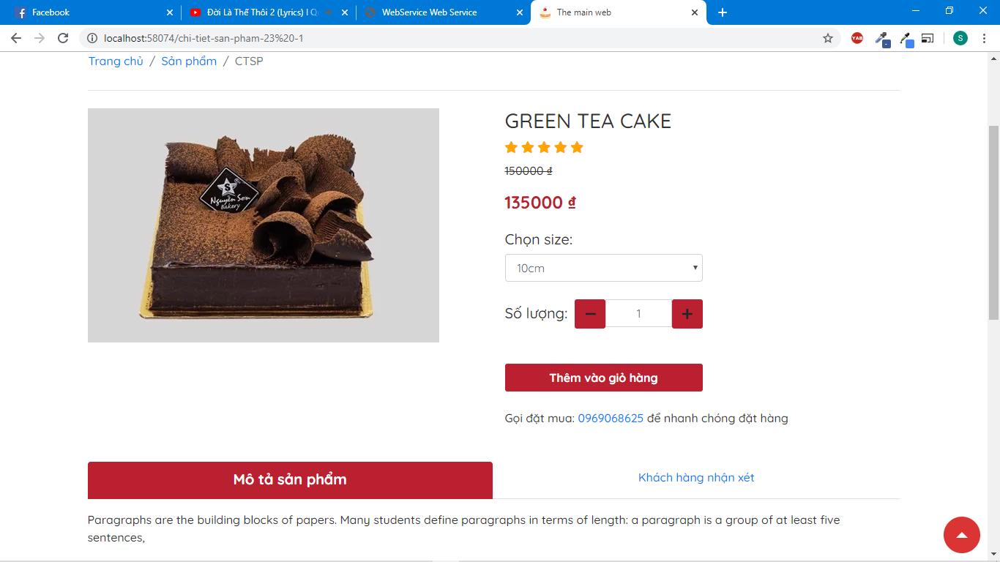 Facebook
Đời Là Thế Thôi 2 (Lyrics) I
WebService Web Service
The main web
localhost:58074/chi-tiet-san-pham-23%20-1
YAB
S
Trang chủ / Sản phẩm / CTSP
S
Nguyễn Sơn
Bakery
GREEN TEA CAKE
150000 ₫
135000 ₫
Chọn size:
10cm
Số lượng:
1
Thêm vào giỏ hàng
Gọi đặt mua: 0969068625 để nhanh chóng đặt hàng
Mô tả sản phẩm
Khách hàng nhận xét
Paragraphs are the building blocks of papers. Many students define paragraphs in terms of length: a paragraph is a group of at least five
sentences,